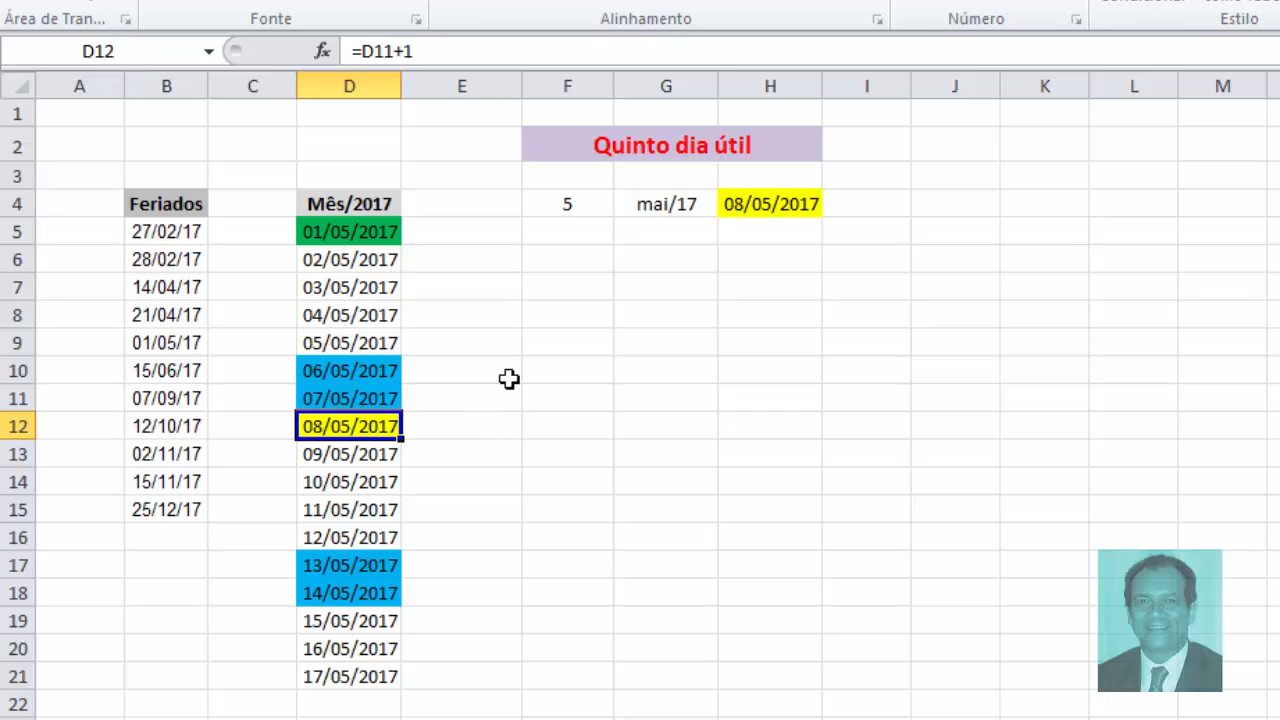 Área de Tran... Fonte Alinhamento Número Estilo
D12 fx =D11+1
A B C D E F G H I J K L M
1
2 Quinto dia útil
3
4 Feriados Mês/2017 5 mai/17 08/05/2017
5 27/02/17 01/05/2017
6 28/02/17 02/05/2017
7 14/04/17 03/05/2017
8 21/04/17 04/05/2017
9 01/05/17 05/05/2017
10 15/06/17 06/05/2017
11 07/09/17 07/05/2017
12 12/10/17 08/05/2017
13 02/11/17 09/05/2017
14 15/11/17 10/05/2017
15 25/12/17 11/05/2017
16 12/05/2017
17 13/05/2017
18 14/05/2017
19 15/05/2017
20 16/05/2017
21 17/05/2017
22